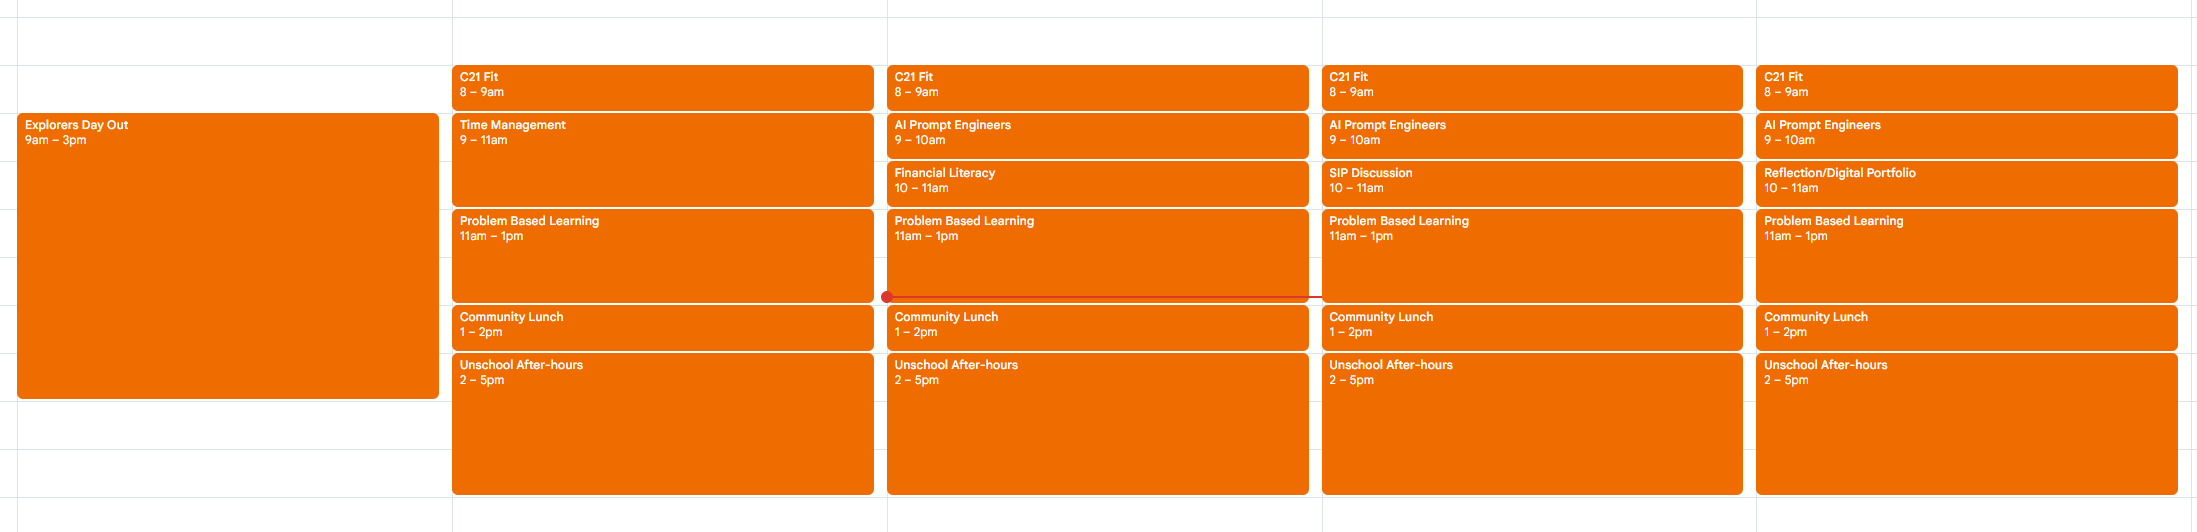 Explorers Day Out
9am – 3pm
C21 Fit
8 – 9am
Time Management
9 – 11am
Problem Based Learning
11am – 1pm
Community Lunch
1 – 2pm
Unschool After-hours
2 – 5pm
C21 Fit
8 – 9am
AI Prompt Engineers
9 – 10am
Financial Literacy
10 – 11am
Problem Based Learning
11am – 1pm
Community Lunch
1 – 2pm
Unschool After-hours
2 – 5pm
C21 Fit
8 – 9am
AI Prompt Engineers
9 – 10am
SIP Discussion
10 – 11am
Problem Based Learning
11am – 1pm
Community Lunch
1 – 2pm
Unschool After-hours
2 – 5pm
C21 Fit
8 – 9am
AI Prompt Engineers
9 – 10am
Reflection/Digital Portfolio
10 – 11am
Problem Based Learning
11am – 1pm
Community Lunch
1 – 2pm
Unschool After-hours
2 – 5pm